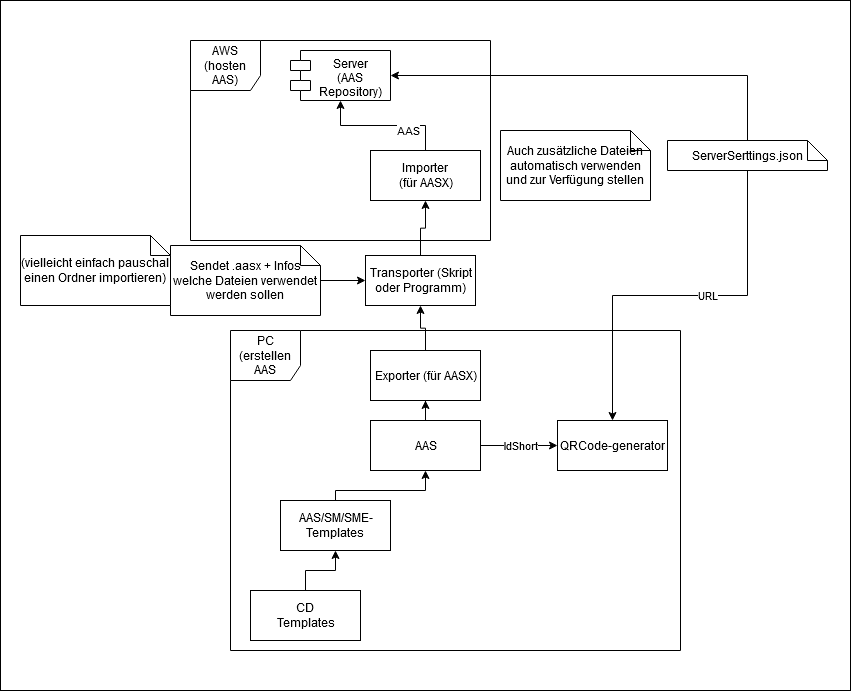 AWS
(hosten
AAS)
Server
(AAS
Repository)
AAS
Importer
(für AASX)
Auch zusätzliche Dateien
automatisch verwenden
und zur Verfügung stellen
ServerSerttings.json
(vielleicht einfach pauschal
einen Ordner importieren)
Sendet .aasx + Infos
welche Dateien verwendet
werden sollen
Transporter (Skript
oder Programm)
URL
PC
(erstellen
AAS
Exporter (für AASX)
AAS
IdShort
QRCode-generator
AAS/SM/SME-
Templates
CD
Templates